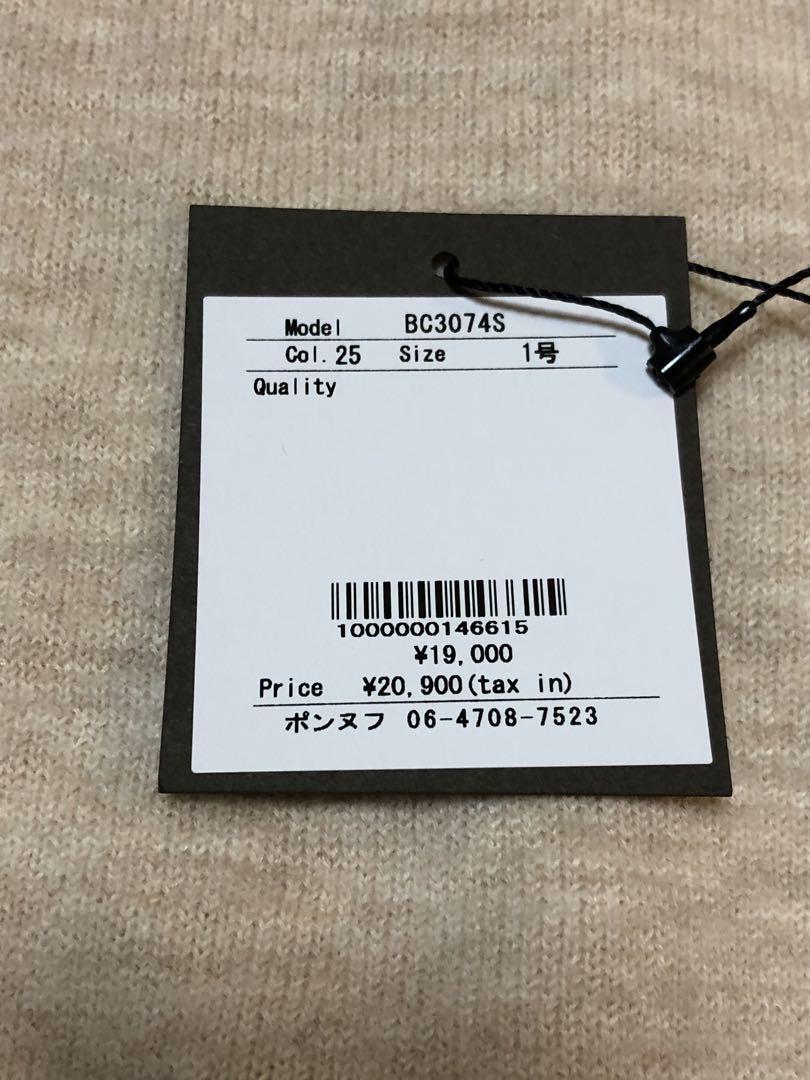 Model BC3074S
Col. 25 Size 1号
Quality
1000000146615
¥19,000
Price ¥20,900(tax in)
ポンヌフ 06-4708-7523